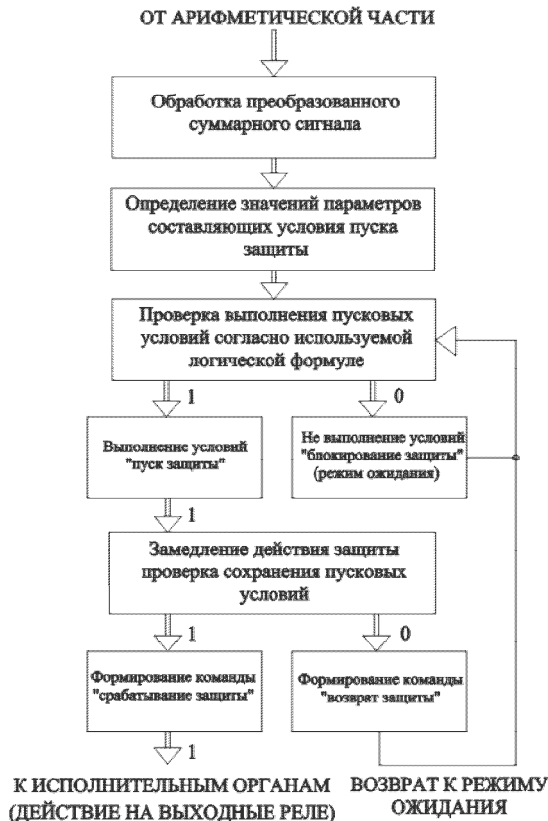 ОТ АРИФМЕТИЧЕСКОЙ ЧАСТИ
Обработка преобразованного
суммарного сигнала
Определение значений параметров
составляющих условия пуска
защиты
Проверка выполнения пусковых
условий согласно используемой
логической формуле
1
0
Выполнение условий
"пуск защиты"
Не выполнение условий
"блокирование защиты"
(режим ожидания)
1
Замедление действия защиты
проверка сохранения пусковых
условий
1
0
Формирование команды
"срабатывание защиты"
Формирование команды
"возврат защиты"
1
К ИСПОЛНИТЕЛЬНЫМ ОРГАНАМ
(ДЕЙСТВИЕ НА ВЫХОДНЫЕ РЕЛЕ)
ВОЗВРАТ К РЕЖИМУ
ОЖИДАНИЯ